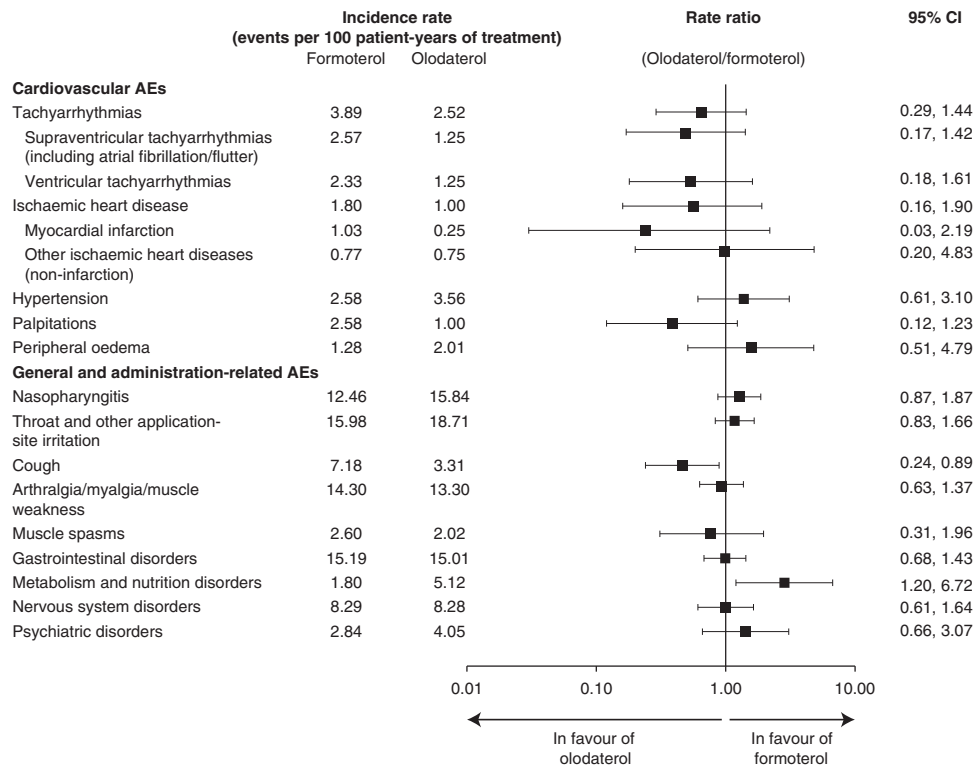 Incidence rate Rate ratio 95% CI
(events per 100 patient-years of treatment)
Formoterol Olodaterol (Olodaterol/formoterol)
Cardiovascular AEs
Tachyarrhythmias 3.89 2.52 0.29, 1.44
Supraventricular tachyarrhythmias 2.57 1.25 0.17, 1.42
(including atrial fibrillation/flutter)
Ventricular tachyarrhythmias 2.33 1.25 0.18, 1.61
Ischaemic heart disease 1.80 1.00 0.16, 1.90
Myocardial infarction 1.03 0.25 0.03, 2.19
Other ischaemic heart diseases 0.77 0.75 0.20, 4.83
(non-infarction)
Hypertension 2.58 3.56 0.61, 3.10
Palpitations 2.58 1.00 0.12, 1.23
Peripheral oedema 1.28 2.01 0.51, 4.79
General and administration-related AEs
Nasopharyngitis 12.46 15.84 0.87, 1.87
Throat and other application- 15.98 18.71 0.83, 1.66
site irritation
Cough 7.18 3.31 0.24, 0.89
Arthralgia/myalgia/muscle 14.30 13.30 0.63, 1.37
weakness
Muscle spasms 2.60 2.02 0.31, 1.96
Gastrointestinal disorders 15.19 15.01 0.68, 1.43
Metabolism and nutrition disorders 1.80 5.12 1.20, 6.72
Nervous system disorders 8.29 8.28 0.61, 1.64
Psychiatric disorders 2.84 4.05 0.66, 3.07
0.01 0.10 1.00 10.00
In favour of In favour of
olodaterol formoterol